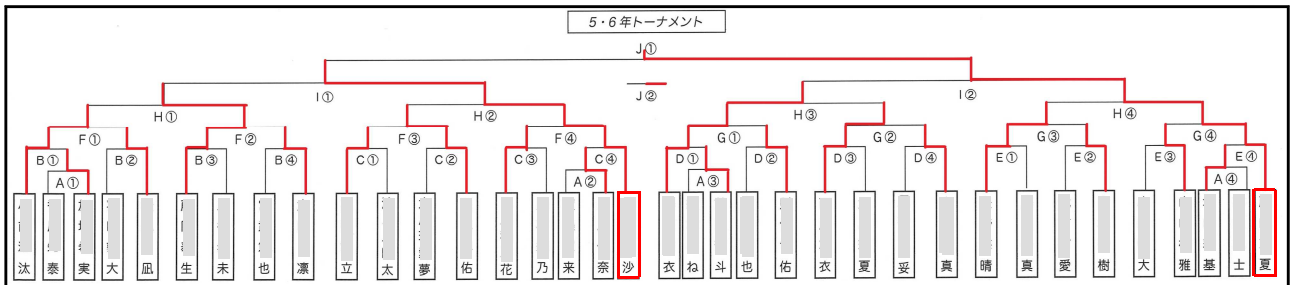 5・6年トーナメント
J①
I① J② I②
H① H② H③ H④
F① F② F③ F④ G① G② G③ G④
B① B② B③ B④ C① C② C③ C④ D① D② D③ D④ E① E② E③ E④
A① A② A③ A④
汰 泰 実 大 凪 生 未 也 凛 立 太 夢 佑 花 乃 来 奈 沙 衣 ね 斗 也 佑 衣 夏 妥 真 晴 真 愛 樹 大 雅 基 士 夏